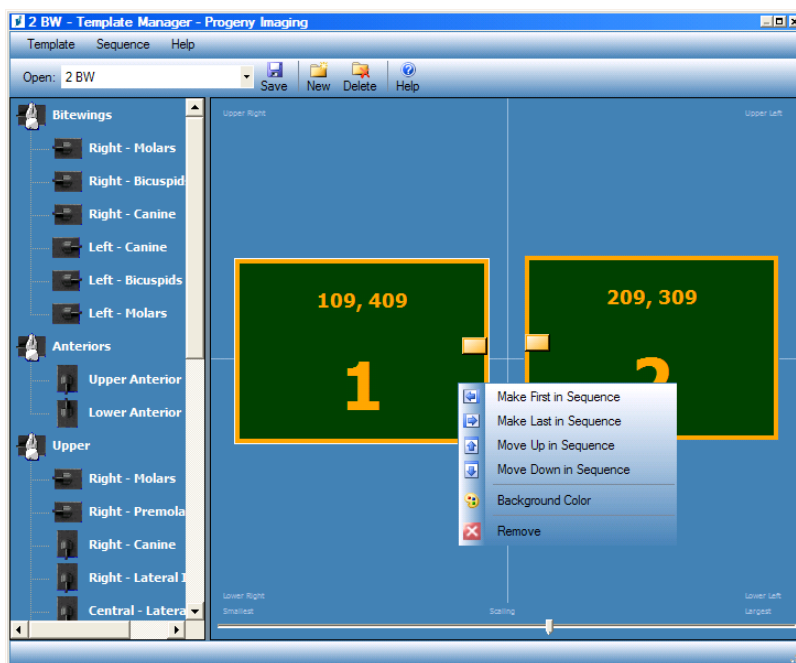 2 BW - Template Manager - Progeny Imaging
Template Sequence Help
Open: 2 BW Save New Delete Help
Bitewings
Right - Molars
Right - Bicuspid
Right - Canine
Left - Canine
Left - Bicuspids
Left - Molars
Anteriors
Upper Anterior
Lower Anterior
Upper
Right - Molars
Right - Premola
Right - Canine
Right - Lateral I
Central - Latera
Upper Right Upper Left
109, 409
1
209, 309
2
Make First in Sequence
Make Last in Sequence
Move Up in Sequence
Move Down in Sequence
Background Color
Remove
Lower Right Lower Left
Smallest Scaling Largest